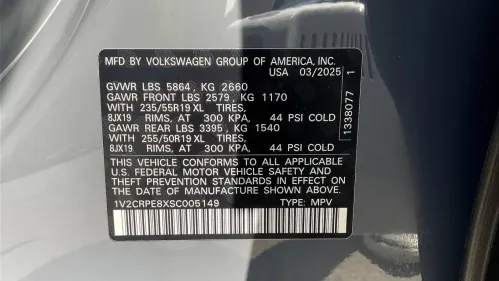 MFD BY VOLKSWAGEN GROUP OF AMERICA, INC.
USA 03/2025
GVWR LBS 5864, KG 2660
GAWR FRONT LBS 2579, KG 1170
WITH 235/55R19 XL TIRES,
8JX19 RIMS, AT 300 KPA, 44 PSI COLD
GAWR REAR LBS 3395, KG 1540
WITH 255/50R19 XL TIRES,
8JX19 RIMS, AT 300 KPA, 44 PSI COLD
THIS VEHICLE CONFORMS TO ALL APPLICABLE
U.S. FEDERAL MOTOR VEHICLE SAFETY AND
THEFT PREVENTION STANDARDS IN EFFECT ON
THE DATE OF MANUFACTURE SHOWN ABOVE.
1V2CRPE8XSC005149 TYPE: MPV
1338077 1